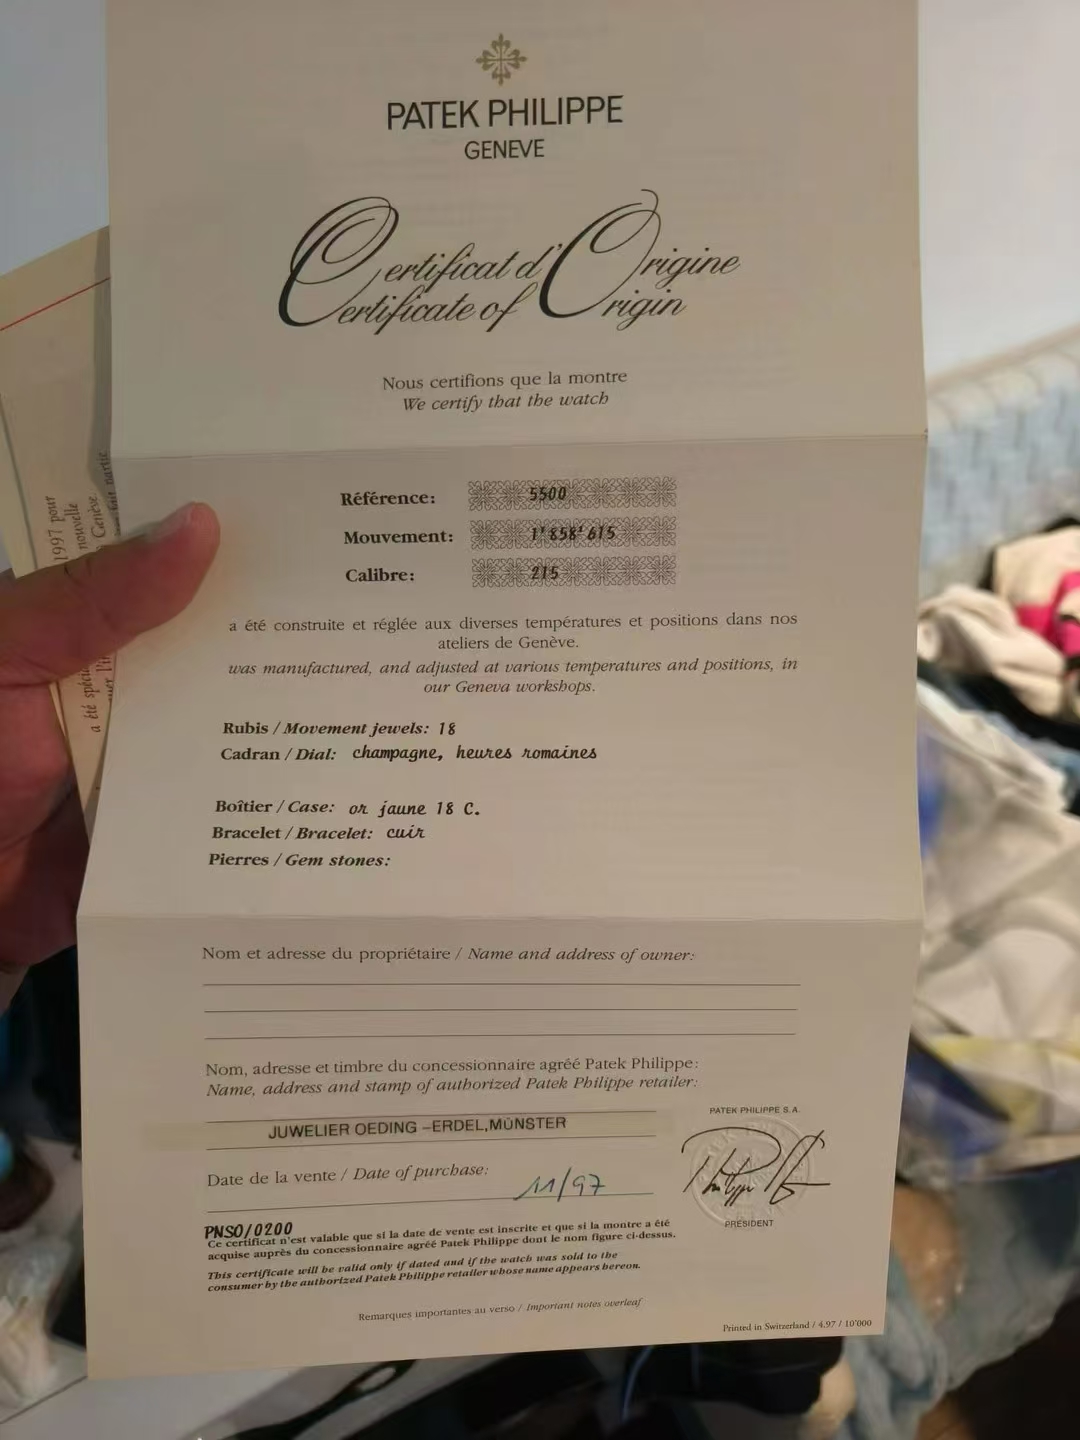 PATEK PHILIPPE
GENEVE
Certificat d'Origine
Certificate of Origin
Nous certifions que la montre
We certify that the watch
Référence: 5500
Mouvement: 1'858'615
Calibre: 215
a été construite et réglée aux diverses températures et positions dans nos
ateliers de Genève.
was manufactured, and adjusted at various temperatures and positions, in
our Geneva workshops.
Rubis / Movement jewels: 18
Cadran / Dial: champagne, heures romaines
Boîtier / Case: or jaune 18 C.
Bracelet / Bracelet: cuir
Pierres / Gem stones:
Nom et adresse du propriétaire / Name and address of owner:
Nom, adresse et timbre du concessionnaire agréé Patek Philippe:
Name, address and stamp of authorized Patek Philippe retailer:
JUWELIER OEDING –ERDEL,MÜNSTER
Date de la vente / Date of purchase: 11/97
PATEK PHILIPPE S.A.
PRESIDENT
PNSO/0200
Ce certificat n'est valable que si la date de vente est inscrite et que si la montre a été
acquise auprès du concessionnaire agréé Patek Philippe dont le nom figure ci-dessus.
This certificate will be valid only if dated and if the watch was sold to the
consumer by the authorized Patek Philippe retailer whose name appears hereon.
Remarques importantes au verso / Important notes overleaf
Printed in Switzerland / 4.97 / 10'000
1997 pour
nouvelle
Genève
partie
a été